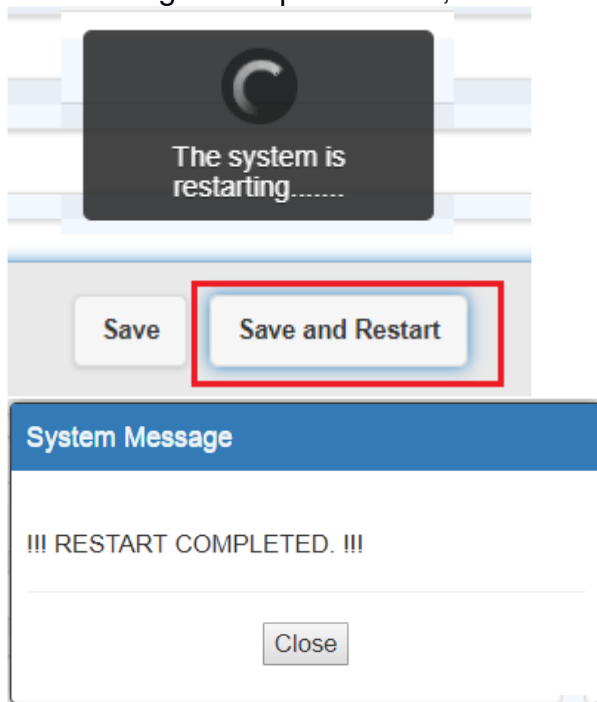 The system is
restarting.......
Save Save and Restart
System Message
!!! RESTART COMPLETED. !!!
Close